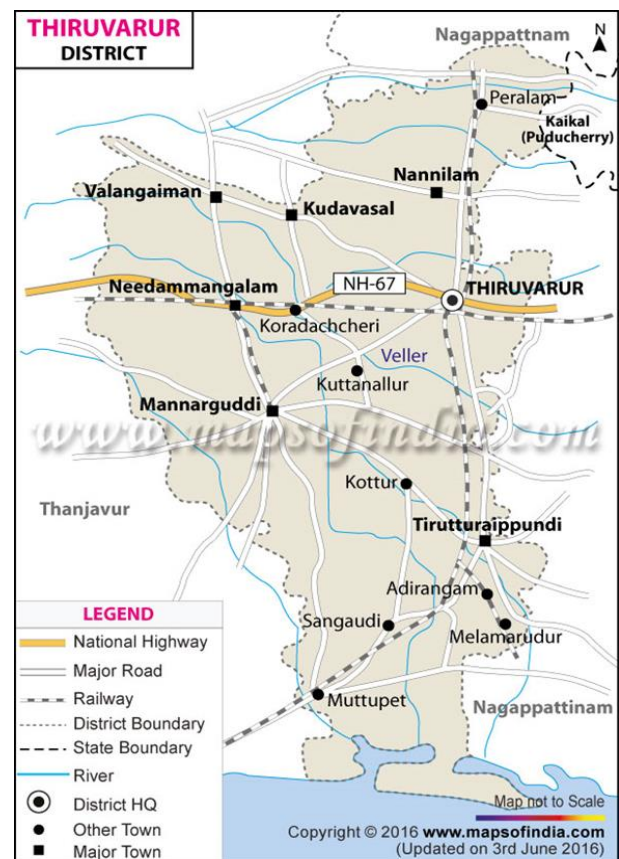 THIRUVARUR
DISTRICT
Nagappattnam
N
Peralam
Kaikal
(Puducherry)
Nannilam
Valangaiman
Kudavasal
Needammangalam
NH-67
THIRUVARUR
Koradachcheri
Veller
Kuttanallur
Mannarguddi
www.mapsofindia.com
Kottur
Thanjavur
Tirutturaippundi
Adirangam
Sangaudi
Melamarudur
Muttupet
Nagappattinam
LEGEND
National Highway
Major Road
Railway
District Boundary
State Boundary
River
District HQ
Other Town
Major Town
Map not to Scale
Copyright © 2016 www.mapsofindia.com
(Updated on 3rd June 2016)